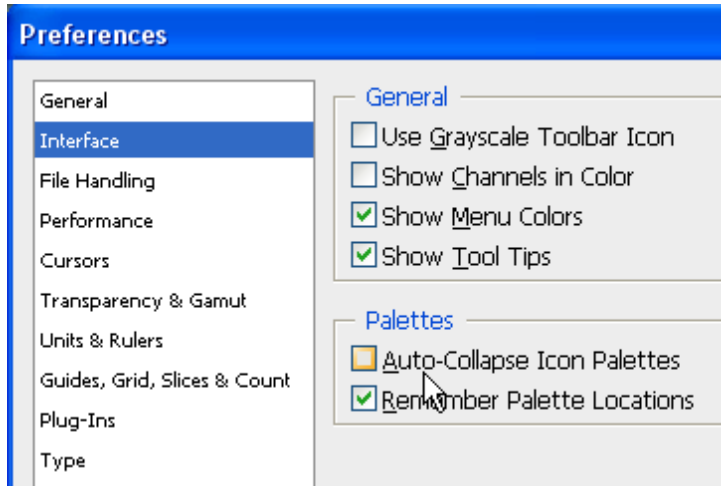 Preferences
General
Interface
File Handling
Performance
Cursors
Transparency & Gamut
Units & Rulers
Guides, Grid, Slices & Count
Plug-Ins
Type
General
Use Grayscale Toolbar Icon
Show Channels in Color
Show Menu Colors
Show Tool Tips
Palettes
Auto-Collapse Icon Palettes
Remember Palette Locations